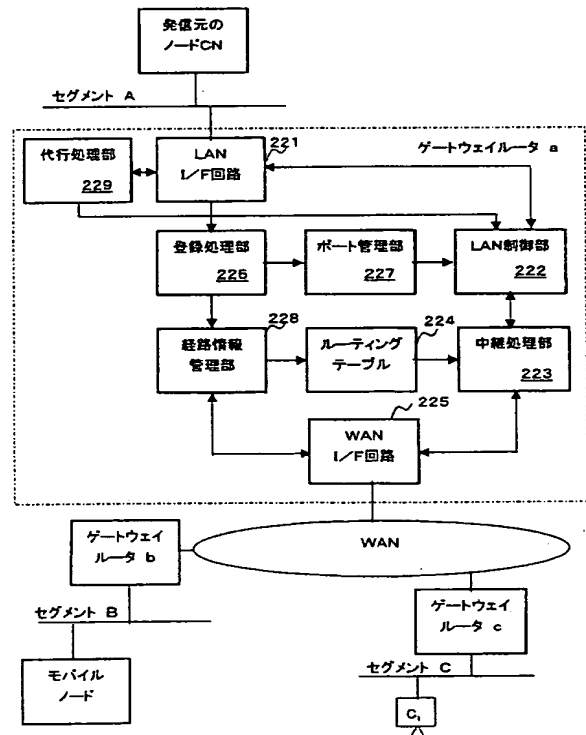 発信元の
ノードCN
セグメント A
ゲートウェイルータ a
代行処理部
229
LAN
I/F回路
221
登録処理部
226
ポート管理部
227
LAN制御部
222
経路情報
管理部
228
ルーティング
テーブル
224
中継処理部
223
WAN
I/F回路
225
ゲートウェイ
ルータ b
WAN
セグメント B
モバイル
ノード
ゲートウェイ
ルータ c
セグメント C
C₁